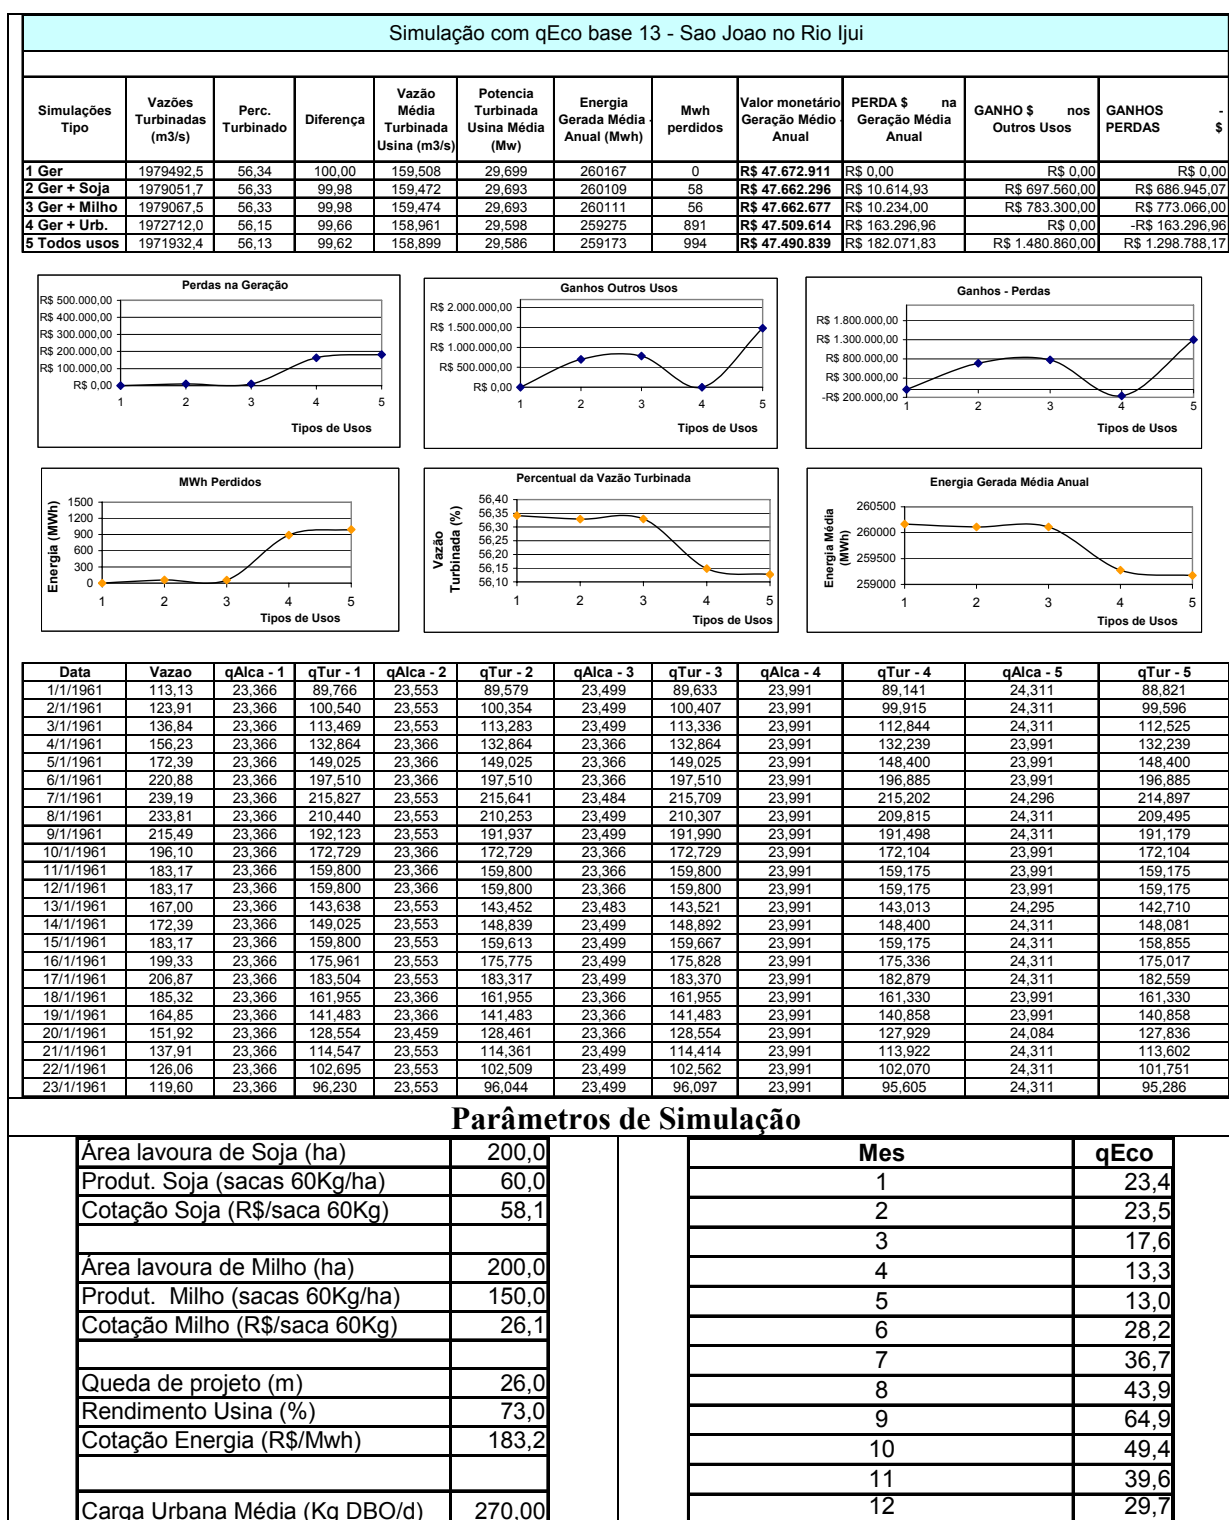 Simulação com qEco base 13 - Sao Joao no Rio Ijui
Simulações Tipo | Vazões Turbinadas (m3/s) | Perc. Turbinado | Diferença | Vazão Média Turbinada Usina (m3/s) | Potencia Turbinada Usina Média (Mw) | Energia Gerada Média - Anual (Mwh) | Mwh perdidos | Valor monetário Geração Médio - Anual | PERDA $ na Geração Média Anual | GANHO $ nos Outros Usos | GANHOS - PERDAS $
1 Ger | 1979492,5 | 56,34 | 100,00 | 159,508 | 29,699 | 260167 | 0 | R$ 47.672.911 | R$ 0,00 | R$ 0,00 | R$ 0,00
2 Ger + Soja | 1979051,7 | 56,33 | 99,98 | 159,472 | 29,693 | 260109 | 58 | R$ 47.662.296 | R$ 10.614,93 | R$ 697.560,00 | R$ 686.945,07
3 Ger + Milho | 1979067,5 | 56,33 | 99,98 | 159,474 | 29,693 | 260111 | 56 | R$ 47.662.677 | R$ 10.234,00 | R$ 783.300,00 | R$ 773.066,00
4 Ger + Urb. | 1972712,0 | 56,15 | 99,66 | 158,961 | 29,598 | 259275 | 891 | R$ 47.509.614 | R$ 163.296,96 | R$ 0,00 | -R$ 163.296,96
5 Todos usos | 1971932,4 | 56,13 | 99,62 | 158,899 | 29,586 | 259173 | 994 | R$ 47.490.839 | R$ 182.071,83 | R$ 1.480.860,00 | R$ 1.298.788,17
Perdas na Geração
R$ 500.000,00
R$ 400.000,00
R$ 300.000,00
R$ 200.000,00
R$ 100.000,00
R$ 0,00
1 2 3 4 5
Tipos de Usos
Ganhos Outros Usos
R$ 2.000.000,00
R$ 1.500.000,00
R$ 1.000.000,00
R$ 500.000,00
R$ 0,00
1 2 3 4 5
Tipos de Usos
Ganhos - Perdas
R$ 1.800.000,00
R$ 1.300.000,00
R$ 800.000,00
R$ 300.000,00
-R$ 200.000,00
1 2 3 4 5
Tipos de Usos
MWh Perdidos
Energia (MWh)
1500
1200
900
600
300
0
1 2 3 4 5
Tipos de Usos
Percentual da Vazão Turbinada
Vazão Turbinada (%)
56,40
56,35
56,30
56,25
56,20
56,15
56,10
1 2 3 4 5
Tipos de Usos
Energia Gerada Média Anual
Energia Média (MWh)
260500
260000
259500
259000
1 2 3 4 5
Tipos de Usos
Data | Vazao | qAlca - 1 | qTur - 1 | qAlca - 2 | qTur - 2 | qAlca - 3 | qTur - 3 | qAlca - 4 | qTur - 4 | qAlca - 5 | qTur - 5
1/1/1961 | 113,13 | 23,366 | 89,766 | 23,553 | 89,579 | 23,499 | 89,633 | 23,991 | 89,141 | 24,311 | 88,821
2/1/1961 | 123,91 | 23,366 | 100,540 | 23,553 | 100,354 | 23,499 | 100,407 | 23,991 | 99,915 | 24,311 | 99,596
3/1/1961 | 136,84 | 23,366 | 113,469 | 23,553 | 113,283 | 23,499 | 113,336 | 23,991 | 112,844 | 24,311 | 112,525
4/1/1961 | 156,23 | 23,366 | 132,864 | 23,366 | 132,864 | 23,366 | 132,864 | 23,991 | 132,239 | 23,991 | 132,239
5/1/1961 | 172,39 | 23,366 | 149,025 | 23,366 | 149,025 | 23,366 | 149,025 | 23,991 | 148,400 | 23,991 | 148,400
6/1/1961 | 220,88 | 23,366 | 197,510 | 23,366 | 197,510 | 23,366 | 197,510 | 23,991 | 196,885 | 23,991 | 196,885
7/1/1961 | 239,19 | 23,366 | 215,827 | 23,553 | 215,641 | 23,484 | 215,709 | 23,991 | 215,202 | 24,296 | 214,897
8/1/1961 | 233,81 | 23,366 | 210,440 | 23,553 | 210,253 | 23,499 | 210,307 | 23,991 | 209,815 | 24,311 | 209,495
9/1/1961 | 215,49 | 23,366 | 192,123 | 23,553 | 191,937 | 23,499 | 191,990 | 23,991 | 191,498 | 24,311 | 191,179
10/1/1961 | 196,10 | 23,366 | 172,729 | 23,366 | 172,729 | 23,366 | 172,729 | 23,991 | 172,104 | 23,991 | 172,104
11/1/1961 | 183,17 | 23,366 | 159,800 | 23,366 | 159,800 | 23,366 | 159,800 | 23,991 | 159,175 | 23,991 | 159,175
12/1/1961 | 183,17 | 23,366 | 159,800 | 23,366 | 159,800 | 23,366 | 159,800 | 23,991 | 159,175 | 23,991 | 159,175
13/1/1961 | 167,00 | 23,366 | 143,638 | 23,553 | 143,452 | 23,483 | 143,521 | 23,991 | 143,013 | 24,295 | 142,710
14/1/1961 | 172,39 | 23,366 | 149,025 | 23,553 | 148,839 | 23,499 | 148,892 | 23,991 | 148,400 | 24,311 | 148,081
15/1/1961 | 183,17 | 23,366 | 159,800 | 23,553 | 159,613 | 23,499 | 159,667 | 23,991 | 159,175 | 24,311 | 158,855
16/1/1961 | 199,33 | 23,366 | 175,961 | 23,553 | 175,775 | 23,499 | 175,828 | 23,991 | 175,336 | 24,311 | 175,017
17/1/1961 | 206,87 | 23,366 | 183,504 | 23,553 | 183,317 | 23,499 | 183,370 | 23,991 | 182,879 | 24,311 | 182,559
18/1/1961 | 185,32 | 23,366 | 161,955 | 23,366 | 161,955 | 23,366 | 161,955 | 23,991 | 161,330 | 23,991 | 161,330
19/1/1961 | 164,85 | 23,366 | 141,483 | 23,366 | 141,483 | 23,366 | 141,483 | 23,991 | 140,858 | 23,991 | 140,858
20/1/1961 | 151,92 | 23,366 | 128,554 | 23,459 | 128,461 | 23,366 | 128,554 | 23,991 | 127,929 | 24,084 | 127,836
21/1/1961 | 137,91 | 23,366 | 114,547 | 23,553 | 114,361 | 23,499 | 114,414 | 23,991 | 113,922 | 24,311 | 113,602
22/1/1961 | 126,06 | 23,366 | 102,695 | 23,553 | 102,509 | 23,499 | 102,562 | 23,991 | 102,070 | 24,311 | 101,751
23/1/1961 | 119,60 | 23,366 | 96,230 | 23,553 | 96,044 | 23,499 | 96,097 | 23,991 | 95,605 | 24,311 | 95,286
Parâmetros de Simulação
Área lavoura de Soja (ha) 200,0
Produt. Soja (sacas 60Kg/ha) 60,0
Cotação Soja (R$/saca 60Kg) 58,1
Área lavoura de Milho (ha) 200,0
Produt. Milho (sacas 60Kg/ha) 150,0
Cotação Milho (R$/saca 60Kg) 26,1
Queda de projeto (m) 26,0
Rendimento Usina (%) 73,0
Cotação Energia (R$/Mwh) 183,2
Carga Urbana Média (Kg DBO/d) 270,00
Mes | qEco
1 | 23,4
2 | 23,5
3 | 17,6
4 | 13,3
5 | 13,0
6 | 28,2
7 | 36,7
8 | 43,9
9 | 64,9
10 | 49,4
11 | 39,6
12 | 29,7